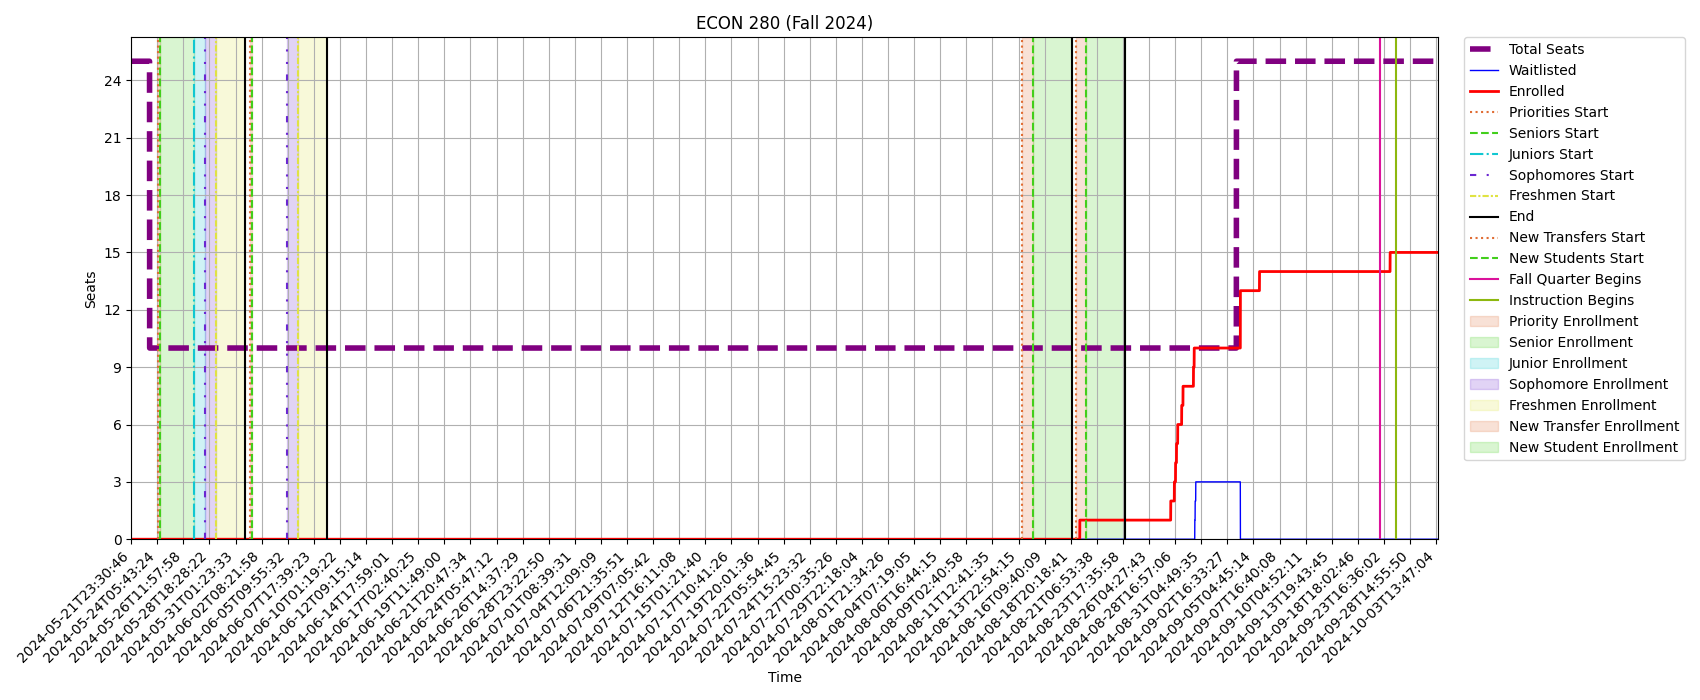 ECON 280 (Fall 2024)
Seats
24
21
18
15
12
9
6
3
0
2024-05-21T23:30:46
2024-05-24T05:43:24
2024-05-26T11:57:58
2024-05-28T18:28:22
2024-05-31T01:23:33
2024-06-02T08:21:58
2024-06-05T09:55:32
2024-06-07T17:39:23
2024-06-10T01:19:22
2024-06-12T09:15:14
2024-06-14T17:59:01
2024-06-17T02:40:25
2024-06-19T11:49:00
2024-06-21T20:47:34
2024-06-24T05:47:12
2024-06-26T14:37:29
2024-06-28T23:22:50
2024-07-01T08:39:31
2024-07-04T12:09:09
2024-07-06T21:35:51
2024-07-09T07:05:42
2024-07-12T16:11:08
2024-07-15T01:21:40
2024-07-17T10:41:26
2024-07-19T20:01:36
2024-07-22T05:54:45
2024-07-24T15:23:32
2024-07-27T00:35:26
2024-07-29T22:18:04
2024-08-01T21:34:26
2024-08-04T07:19:05
2024-08-06T16:44:15
2024-08-09T02:40:58
2024-08-11T12:41:35
2024-08-13T22:54:15
2024-08-16T09:40:09
2024-08-18T20:18:41
2024-08-21T06:53:38
2024-08-23T17:35:58
2024-08-26T04:27:43
2024-08-28T16:57:06
2024-08-31T04:49:35
2024-09-02T16:33:27
2024-09-05T04:45:14
2024-09-07T16:40:08
2024-09-10T04:52:11
2024-09-13T19:43:45
2024-09-18T18:02:46
2024-09-23T16:36:02
2024-09-28T14:55:50
2024-10-03T13:47:04
Time
Total Seats
Waitlisted
Enrolled
Priorities Start
Seniors Start
Juniors Start
Sophomores Start
Freshmen Start
End
New Transfers Start
New Students Start
Fall Quarter Begins
Instruction Begins
Priority Enrollment
Senior Enrollment
Junior Enrollment
Sophomore Enrollment
Freshmen Enrollment
New Transfer Enrollment
New Student Enrollment